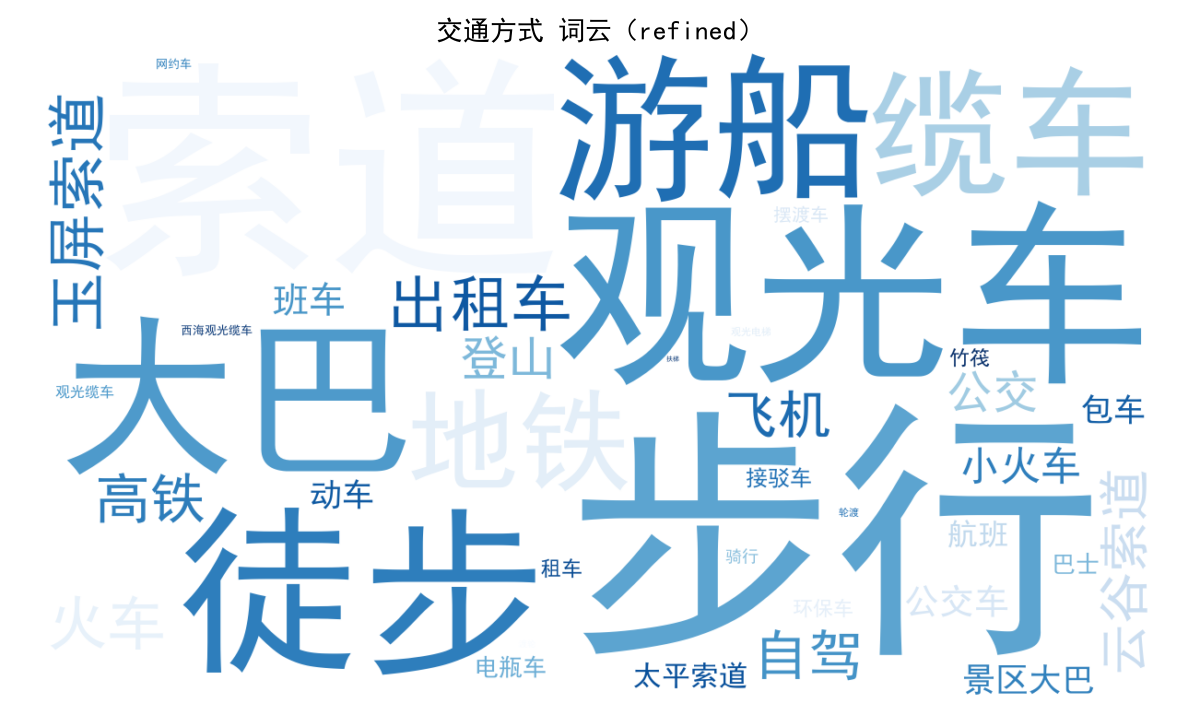 交通方式 词云（refined）
网约车
索道
游船
缆车
玉屏索道
观光车
摆渡车
班车
出租车
西海观光缆车
大巴
登山
观光电梯
扶梯
竹筏
观光缆车
地铁
飞机
公交
包车
步行
高铁
动车
接驳车
小火车
云谷索道
徒步
轮渡
航班
骑行
租车
巴士
火车
环保车
公交车
电瓶车
太平索道
自驾
景区大巴